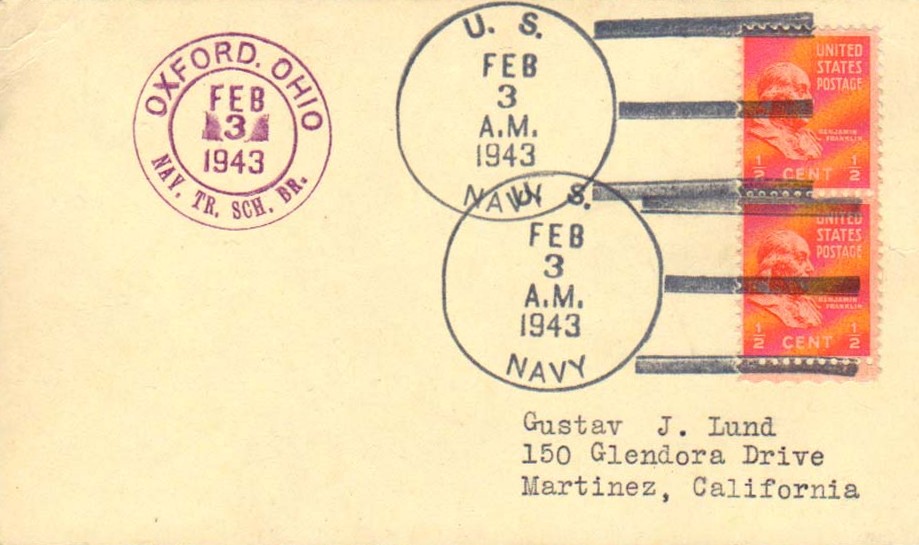 OXFORD, OHIO
FEB
3
1943
NAV. TR. SCH. BR.
U. S.
FEB
3
A.M.
1943
NAVY
U. S.
FEB
3
A.M.
1943
NAVY
UNITED
STATES
POSTAGE
BENJAMIN
FRANKLIN
½ CENT ½
UNITED
STATES
POSTAGE
BENJAMIN
FRANKLIN
½ CENT ½
Gustav J. Lund
150 Glendora Drive
Martinez, California